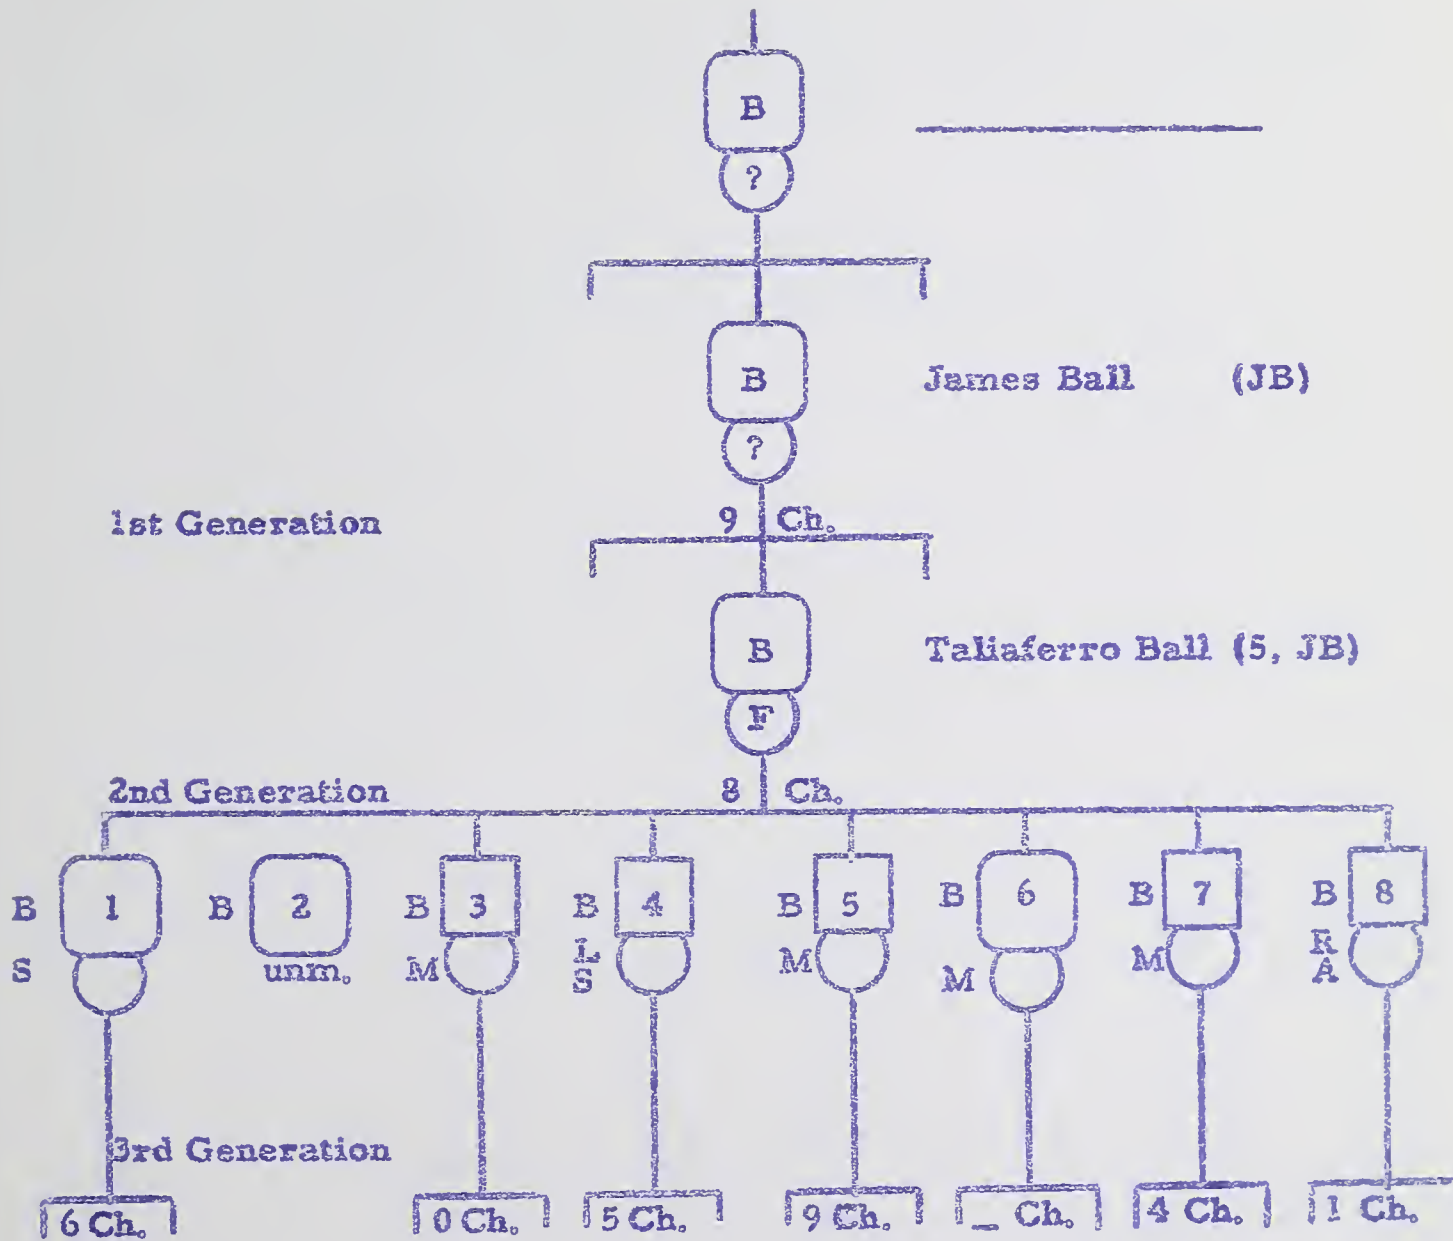 B
?
B James Ball (JB)
?
1st Generation 9 Ch.
B Taliaferro Ball (5, JB)
F
2nd Generation 8 Ch.
B 1 B 2 B 3 B 4 B 5 B 6 B 7 B 8
S unm. M L S M M M R A
3rd Generation
6 Ch. 0 Ch. 5 Ch. 9 Ch. _ Ch. 4 Ch. 1 Ch.